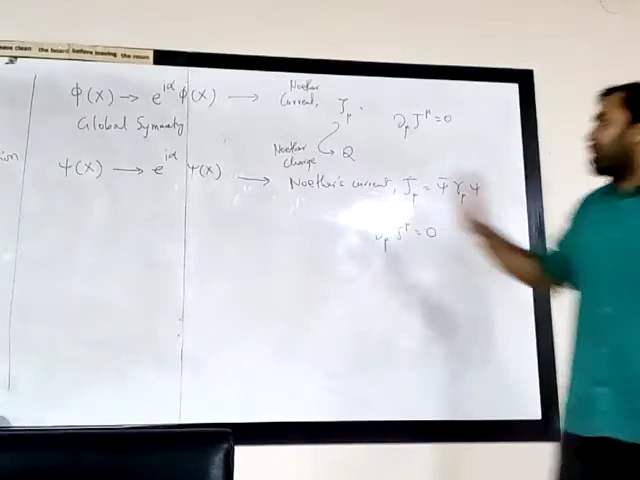 clean the board before leaving the room
ϕ(x) → e^{iα} ϕ(x) → Noether Current, J_μ .
∂_μ J^μ = 0
Global Symmetry
Noether Charge → Q
ψ(x) → e^{iα} ψ(x) → Noether's current, J_μ = ψ̄ γ_μ ψ
J^μ = 0